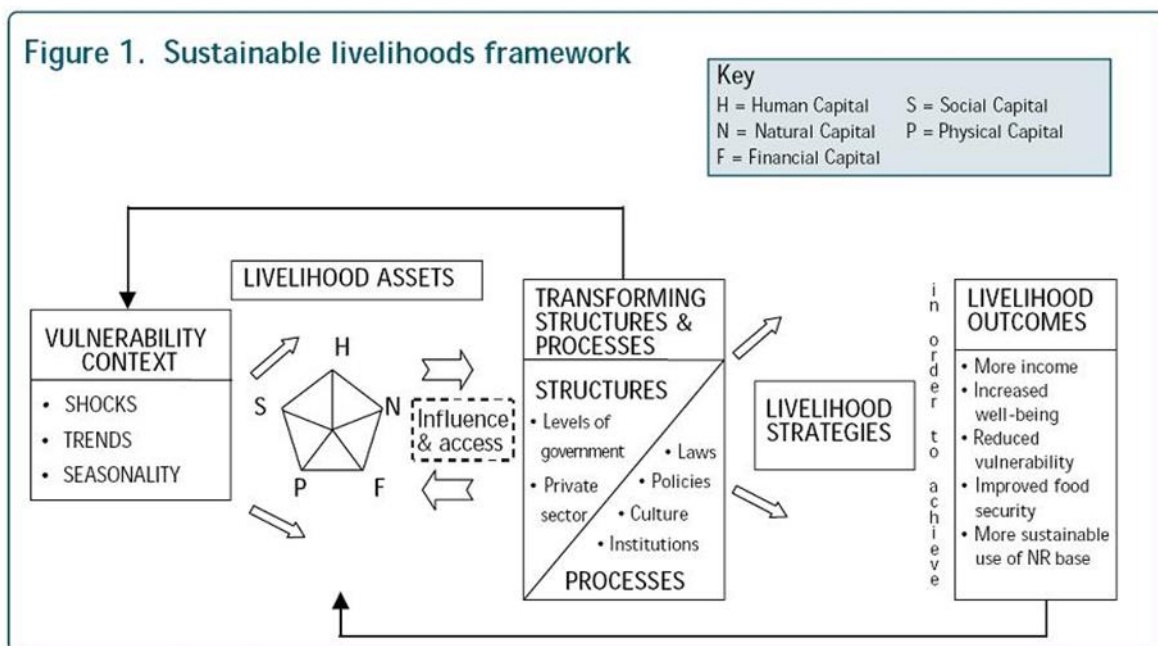 Figure 1. Sustainable livelihoods framework
Key
H = Human Capital S = Social Capital
N = Natural Capital P = Physical Capital
F = Financial Capital
LIVELIHOOD ASSETS
VULNERABILITY
CONTEXT
• SHOCKS
• TRENDS
• SEASONALITY
H
S
N
P
F
Influence
& access
TRANSFORMING
STRUCTURES &
PROCESSES
STRUCTURES
• Levels of
government
• Private
sector
• Laws
• Policies
• Culture
• Institutions
PROCESSES
LIVELIHOOD
STRATEGIES
in order to achieve
LIVELIHOOD
OUTCOMES
• More income
• Increased
well-being
• Reduced
vulnerability
• Improved food
security
• More sustainable
use of NR base